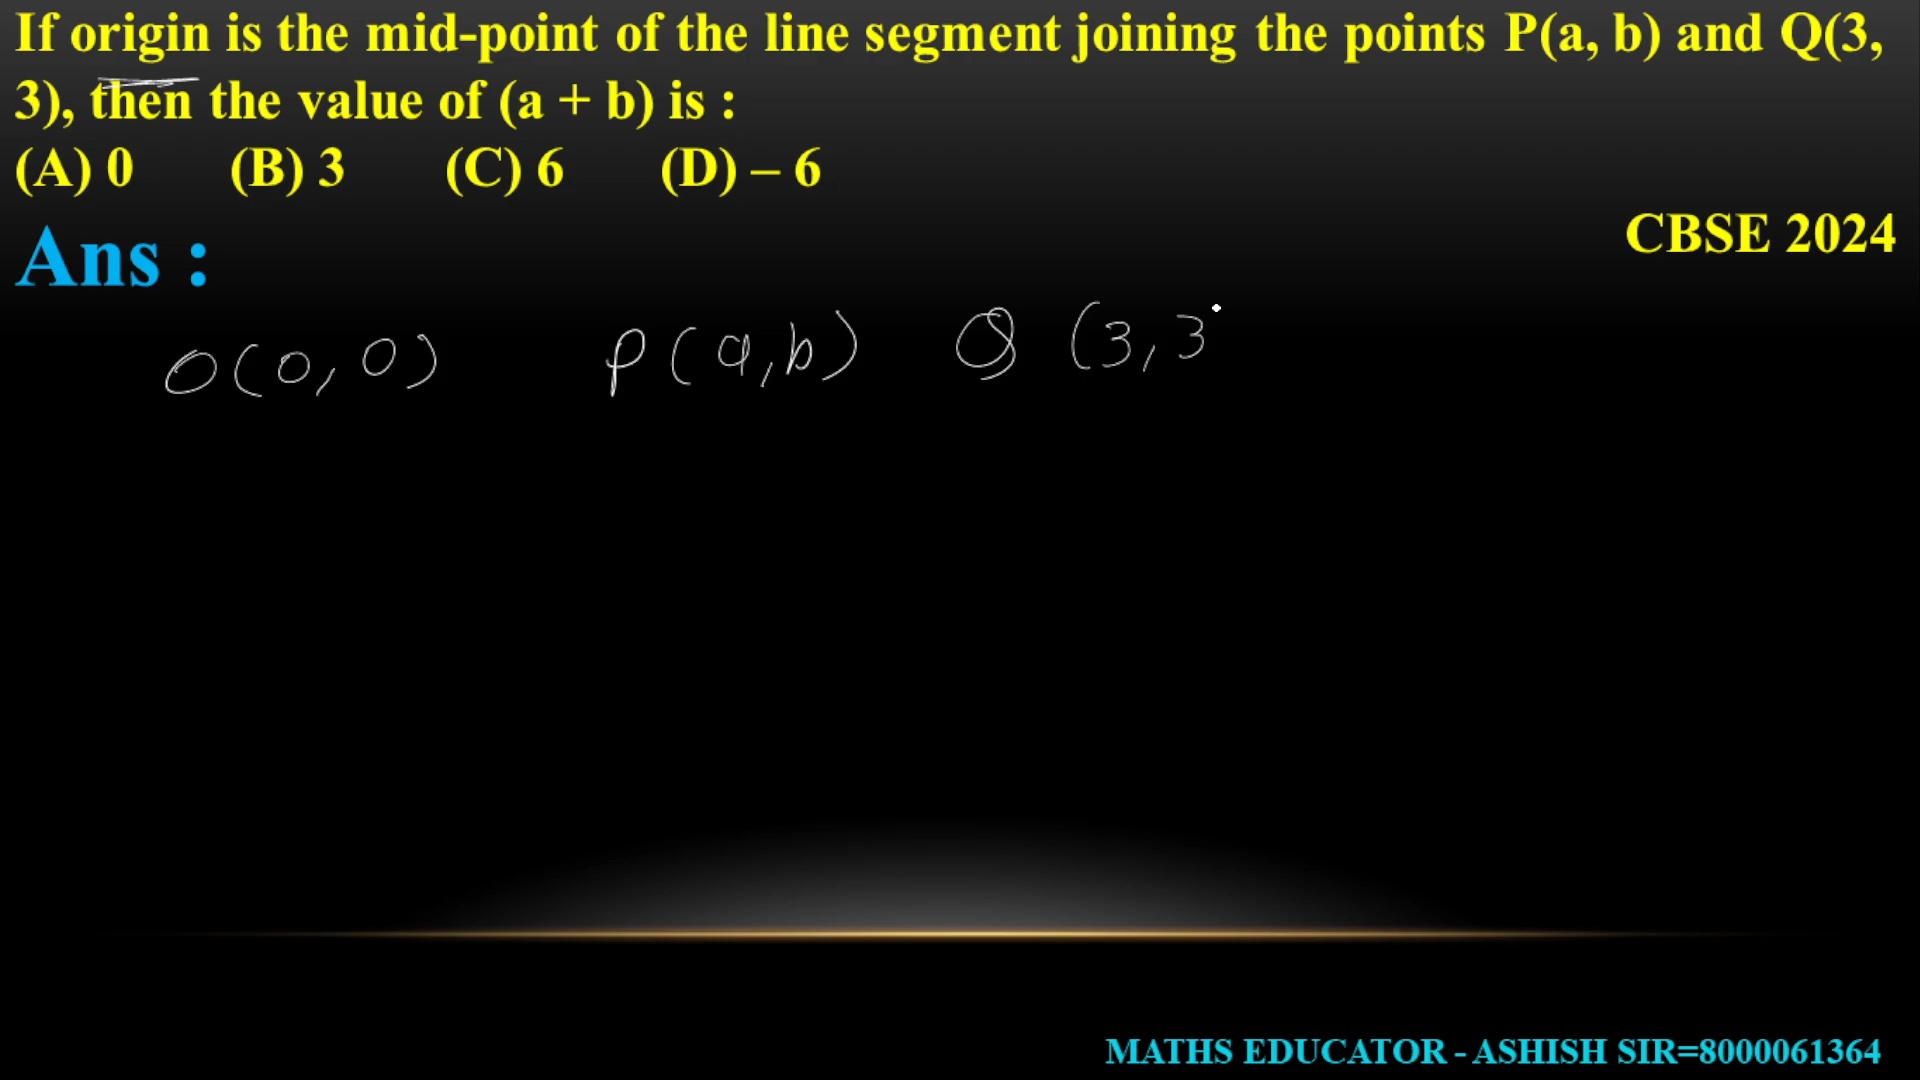 If origin is the mid-point of the line segment joining the points P(a, b) and Q(3,
3), then the value of (a + b) is :
(A) 0 (B) 3 (C) 6 (D) – 6
CBSE 2024
Ans :
O(0,0) P(a,b) Q (3,3
MATHS EDUCATOR - ASHISH SIR=8000061364